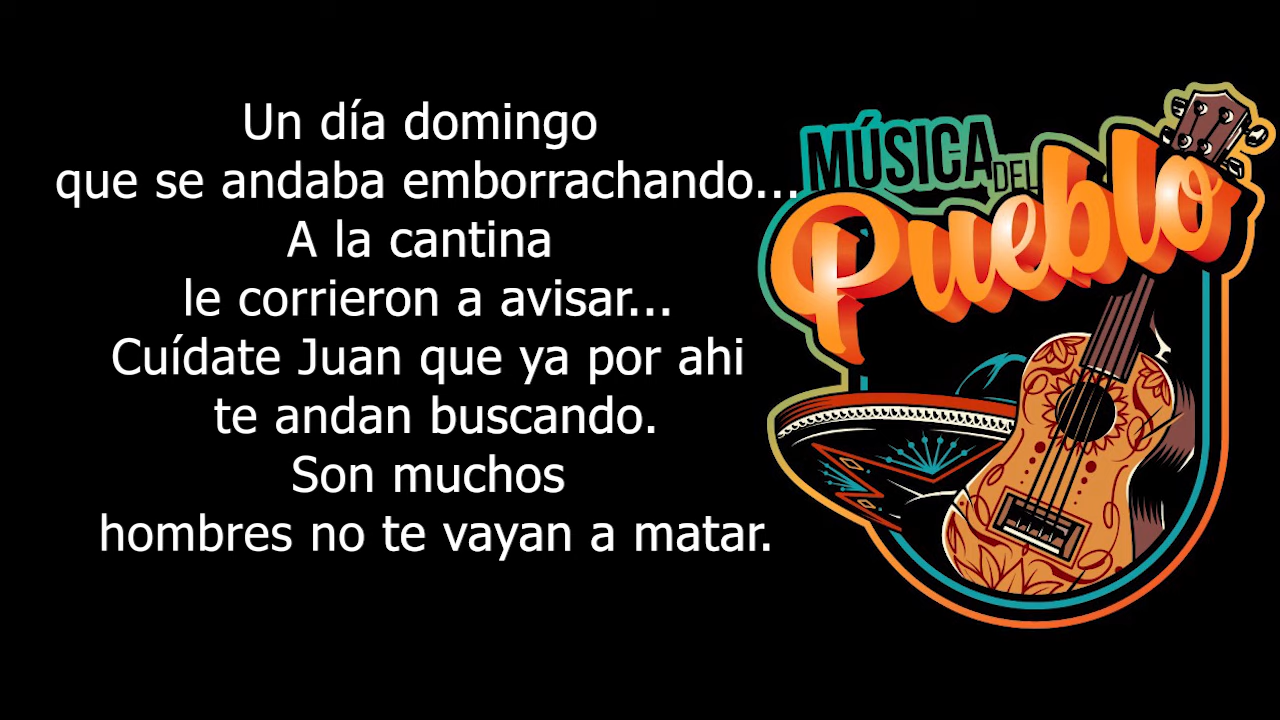 Un día domingo
que se andaba emborrachando...
A la cantina
le corrieron a avisar...
Cuídate Juan que ya por ahi
te andan buscando.
Son muchos
hombres no te vayan a matar.
MÚSICA DEL
Pueblo